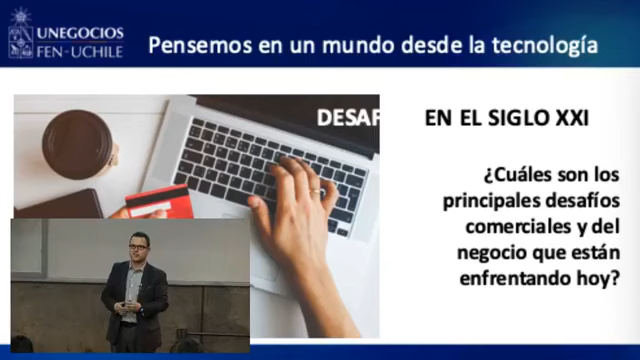 UNEGOCIOS
FEN-UCHILE
Pensemos en un mundo desde la tecnología
DESAF EN EL SIGLO XXI
¿Cuáles son los
principales desafíos
comerciales y del
negocio que están
enfrentando hoy?